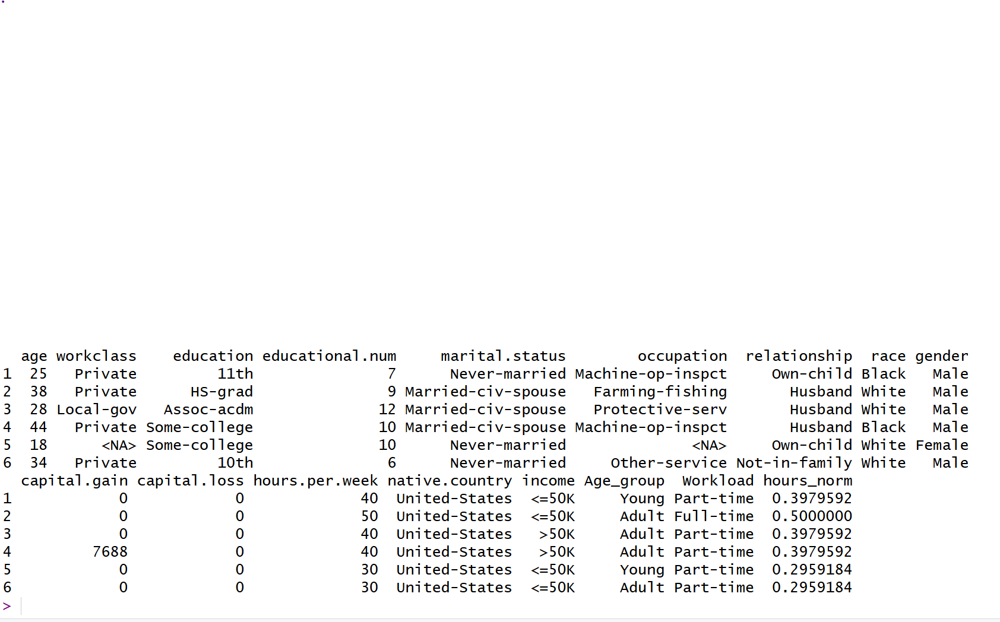 age workclass    education educational.num     marital.status        occupation  relationship  race gender
1  25   Private         11th               7      Never-married Machine-op-inspct     Own-child Black   Male
2  38   Private      HS-grad               9 Married-civ-spouse   Farming-fishing       Husband White   Male
3  28 Local-gov   Assoc-acdm              12 Married-civ-spouse   Protective-serv       Husband White   Male
4  44   Private Some-college              10 Married-civ-spouse Machine-op-inspct       Husband Black   Male
5  18      <NA> Some-college              10      Never-married              <NA>     Own-child White Female
6  34   Private         10th               6      Never-married     Other-service Not-in-family White   Male
  capital.gain capital.loss hours.per.week native.country income Age_group  Workload hours_norm
1            0            0             40  United-States  <=50K     Young Part-time  0.3979592
2            0            0             50  United-States  <=50K     Adult Full-time  0.5000000
3            0            0             40  United-States   >50K     Adult Part-time  0.3979592
4         7688            0             40  United-States   >50K     Adult Part-time  0.3979592
5            0            0             30  United-States  <=50K     Young Part-time  0.2959184
6            0            0             30  United-States  <=50K     Adult Part-time  0.2959184
>